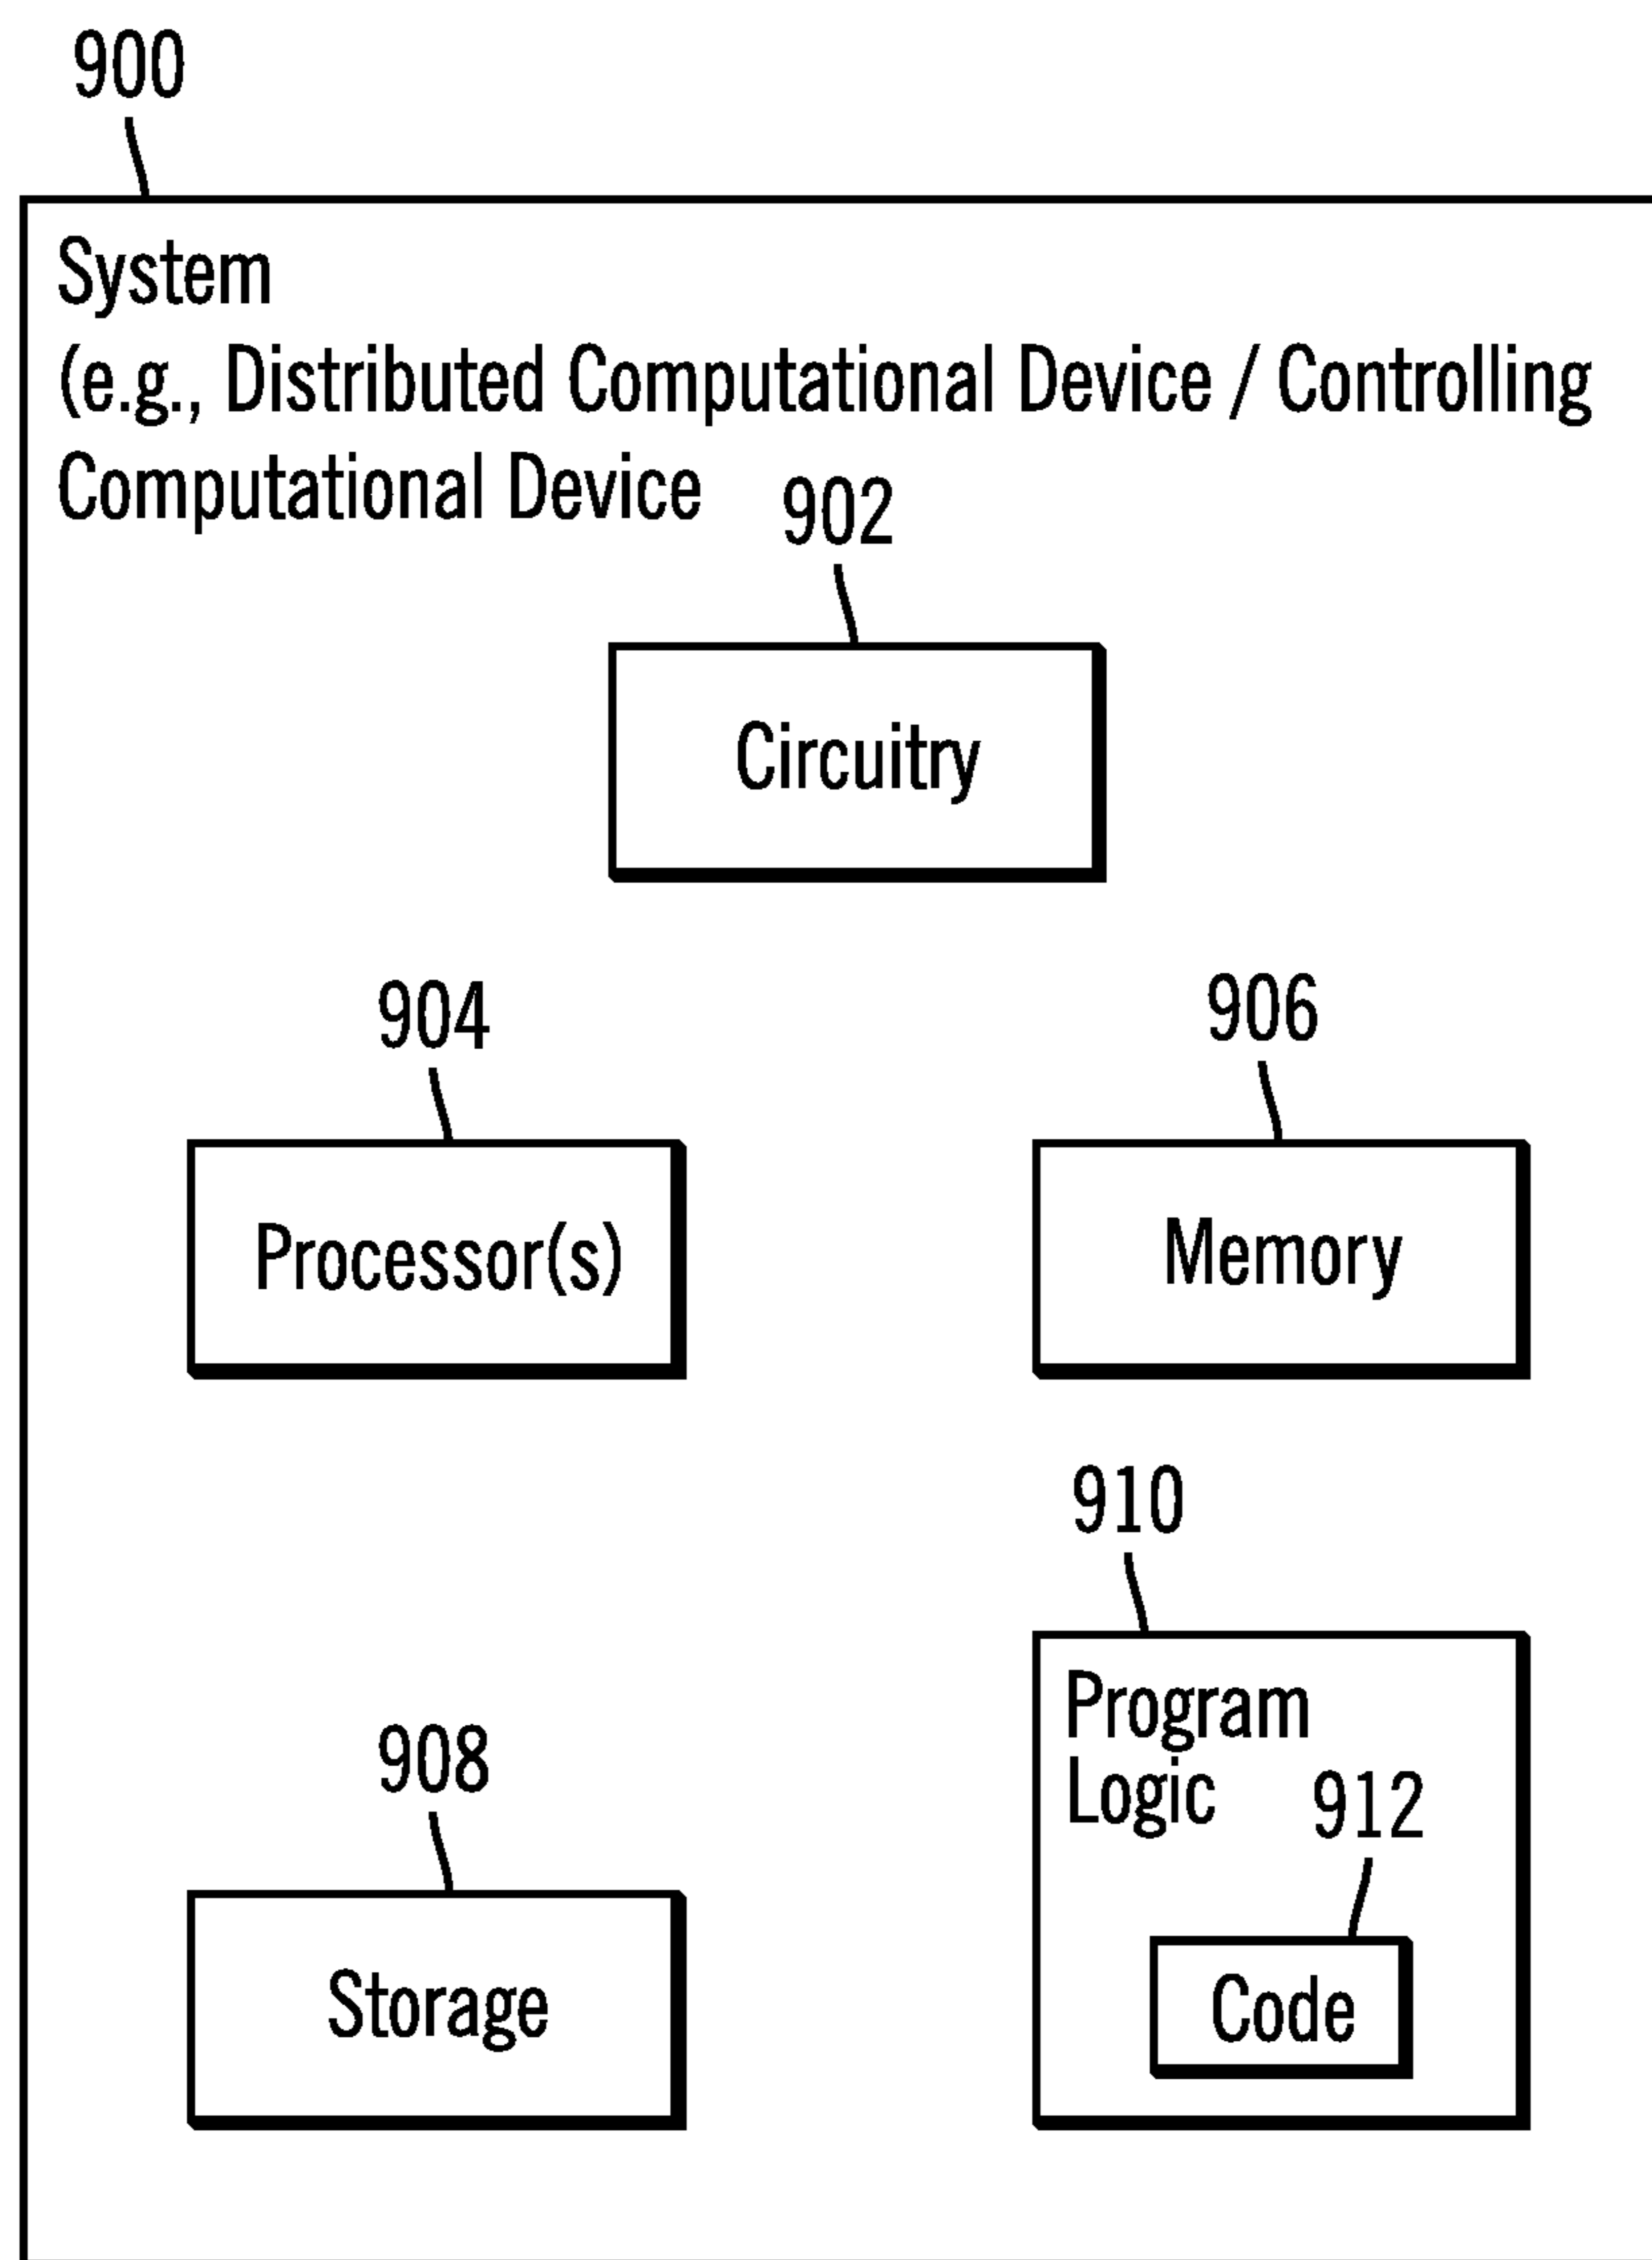 900
System
(e.g., Distributed Computational Device / Controlling
Computational Device
902
Circuitry
904
906
Processor(s)
Memory
910
Program
Logic
908
912
Storage
Code